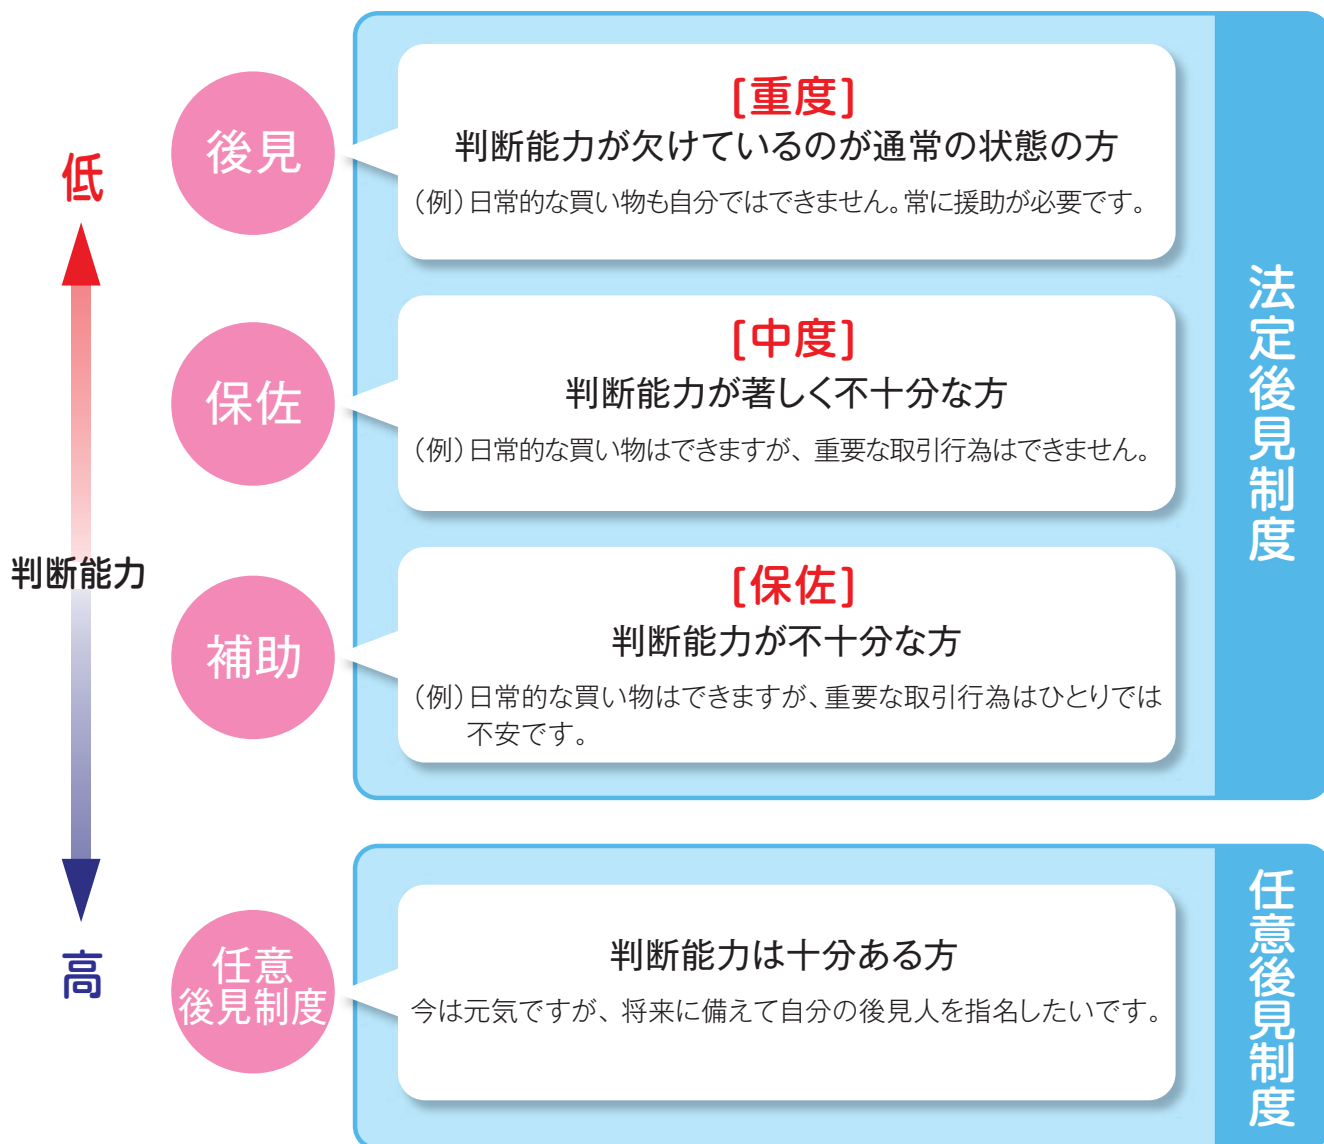 低
判断能力
高
後見
[重度]
判断能力が欠けているのが通常の状態の方
(例)日常的な買い物も自分ではできません。常に援助が必要です。
保佐
[中度]
判断能力が著しく不十分な方
(例)日常的な買い物はできますが、重要な取引行為はできません。
補助
[保佐]
判断能力が不十分な方
(例)日常的な買い物はできますが、重要な取引行為はひとりでは
不安です。
法定後見制度
任意
後見制度
判断能力は十分ある方
今は元気ですが、将来に備えて自分の後見人を指名したいです。
任意後見制度